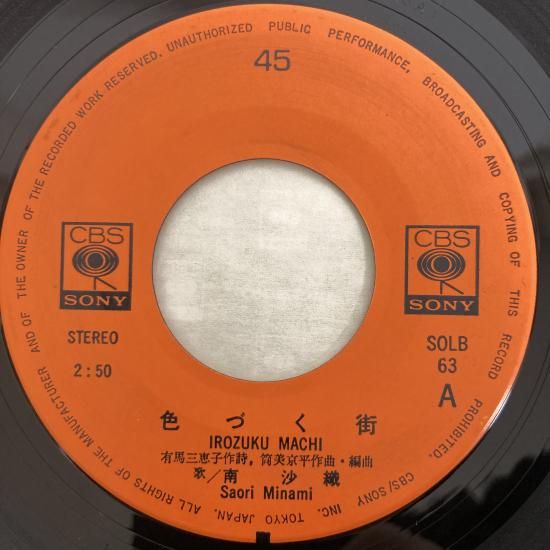 ALL RIGHTS OF THE MANUFACTURER AND OF THE OWNER OF THE RECORDED WORK RESERVED. UNAUTHORIZED PUBLIC PERFORMANCE, BROADCASTING AND COPYING OF THIS RECORD PROHIBITED.
CBS/SONY INC. TOKYO JAPAN.
45
CBS
SONY
CBS
SONY
STEREO
2:50
SOLB
63
A
色づく街
IROZUKU MACHI
有馬三恵子作詩，筒美京平作曲・編曲
歌／南 沙織
Saori Minami